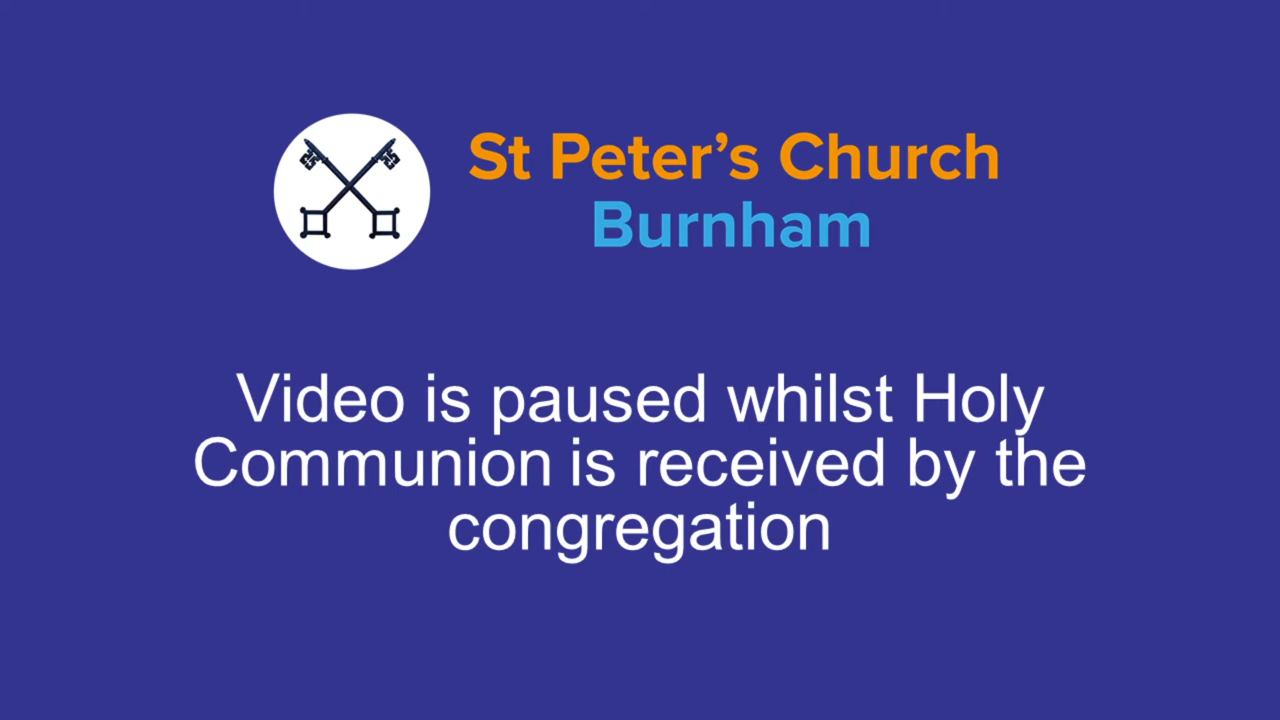 St Peter’s Church
Burnham
Video is paused whilst Holy
Communion is received by the
congregation